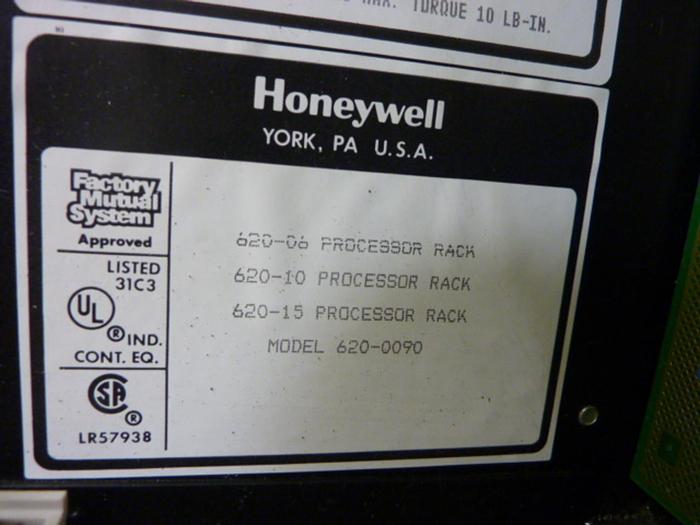 MAX. TORQUE 10 LB-IN.
Honeywell
YORK, PA U.S.A.
Factory
Mutual
System
Approved
LISTED
31C3
UL
® IND.
CONT. EQ.
SA
®
LR57938
620-06 PROCESSOR RACK
620-10 PROCESSOR RACK
620-15 PROCESSOR RACK
MODEL 620-0090